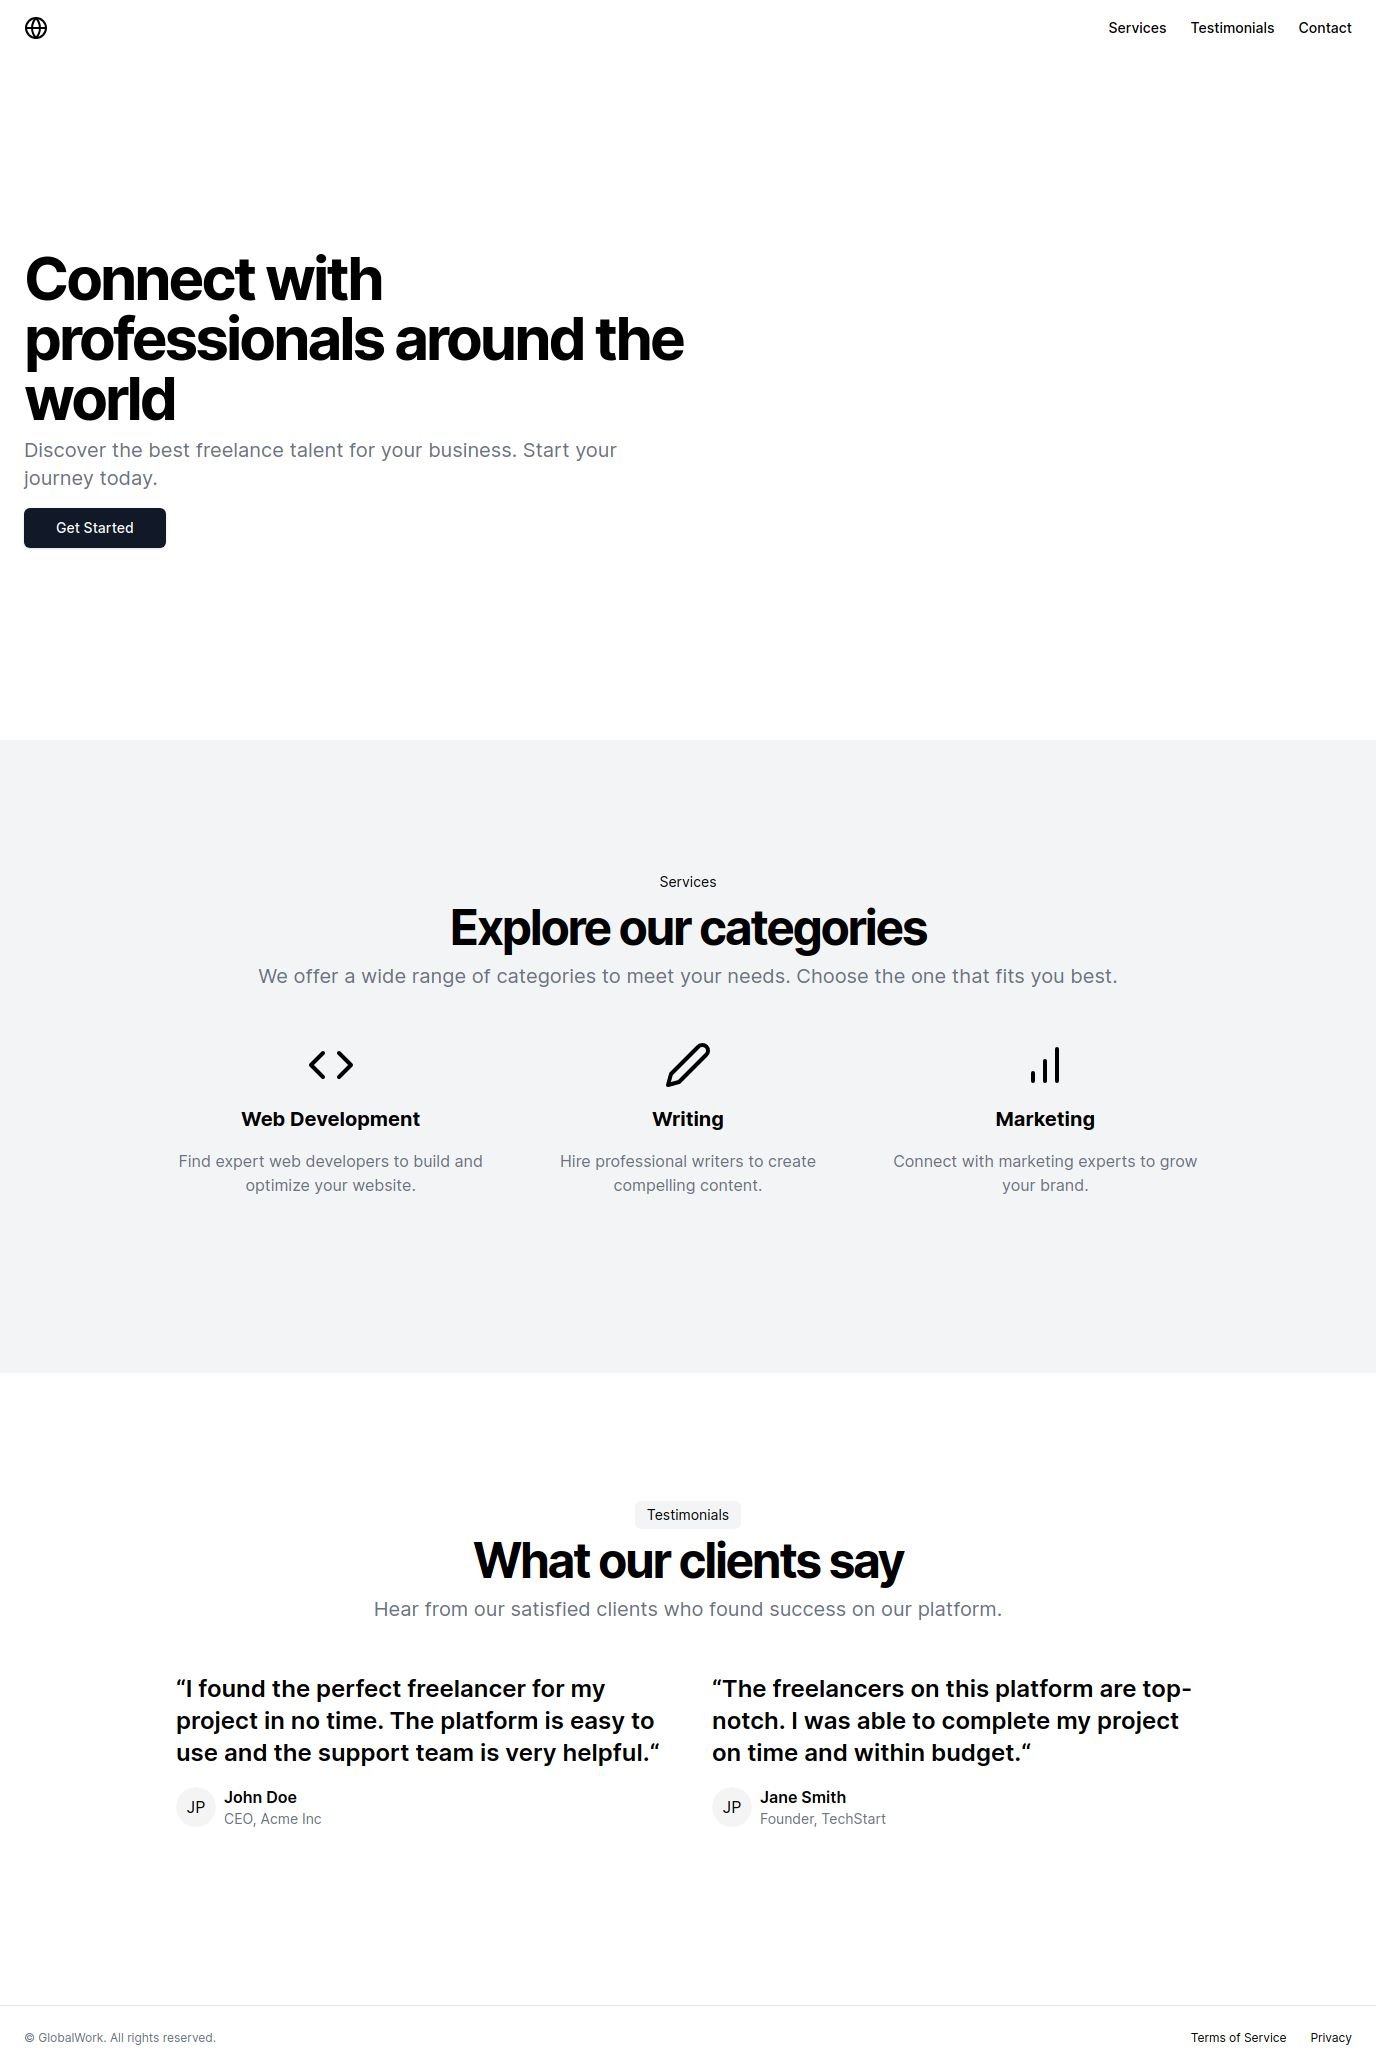 Services Testimonials Contact
Connect with
professionals around the
world
Discover the best freelance talent for your business. Start your
journey today.
Get Started
Services
Explore our categories
We offer a wide range of categories to meet your needs. Choose the one that fits you best.
Web Development
Find expert web developers to build and
optimize your website.
Writing
Hire professional writers to create
compelling content.
Marketing
Connect with marketing experts to grow
your brand.
Testimonials
What our clients say
Hear from our satisfied clients who found success on our platform.
“I found the perfect freelancer for my
project in no time. The platform is easy to
use and the support team is very helpful.“
JP
John Doe
CEO, Acme Inc
“The freelancers on this platform are top-
notch. I was able to complete my project
on time and within budget.“
JP
Jane Smith
Founder, TechStart
© GlobalWork. All rights reserved.
Terms of Service Privacy